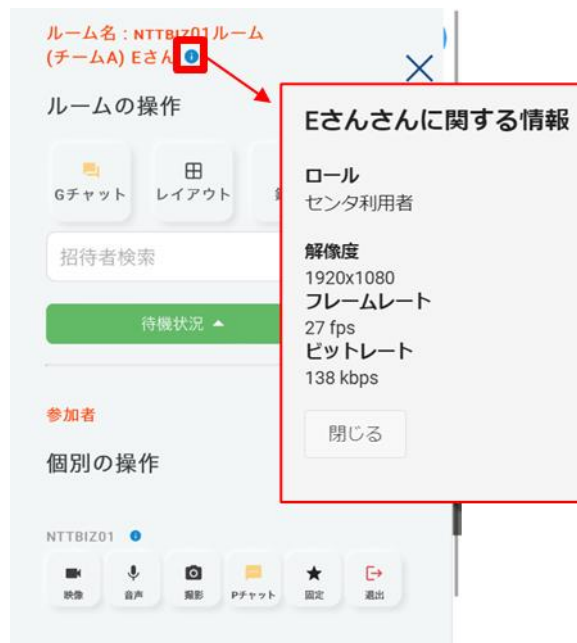 ルーム名：NTTBIZ01ルーム
(チームA) Eさん
ルームの操作
Gチャット
レイアウト
招待者検索
待機状況
参加者
個別の操作
NTTBIZ01
映像
音声
撮影
Pチャット
固定
退出
Eさんさんに関する情報
ロール
センタ利用者
解像度
1920x1080
フレームレート
27 fps
ビットレート
138 kbps
閉じる